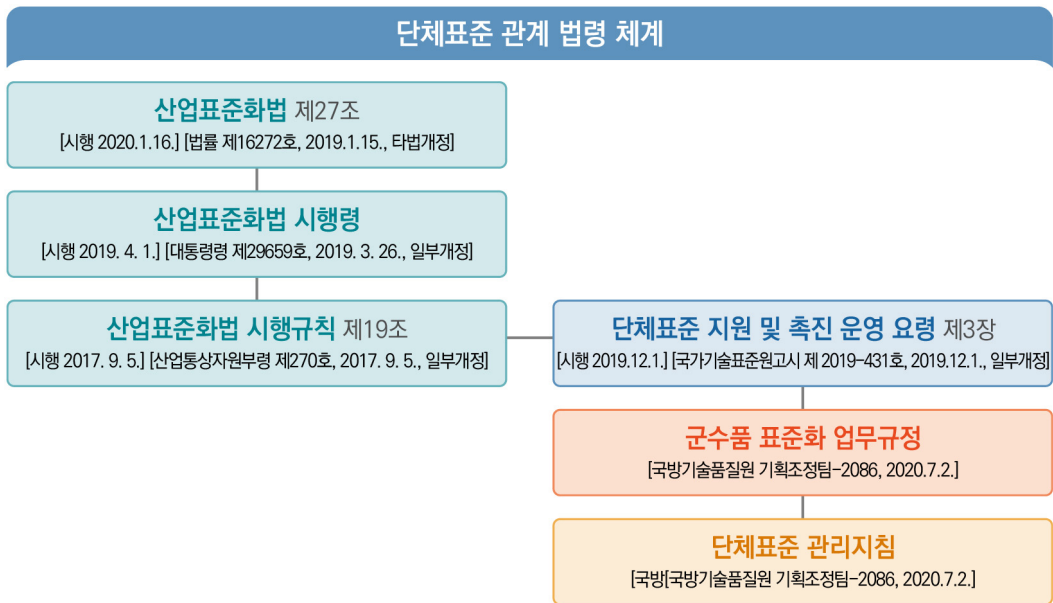 단체표준 관계 법령 체계
산업표준화법 제27조
[시행 2020.1.16.] [법률 제16272호, 2019.1.15., 타법개정]
산업표준화법 시행령
[시행 2019. 4. 1.] [대통령령 제29659호, 2019. 3. 26., 일부개정]
산업표준화법 시행규칙 제19조
[시행 2017. 9. 5.] [산업통상자원부령 제270호, 2017. 9. 5., 일부개정]
단체표준 지원 및 촉진 운영 요령 제3장
[시행 2019.12.1.] [국가기술표준원고시 제 2019-431호, 2019.12.1., 일부개정]
군수품 표준화 업무규정
[국방기술품질원 기획조정팀-2086, 2020.7.2.]
단체표준 관리지침
[국방[국방기술품질원 기획조정팀-2086, 2020.7.2.]